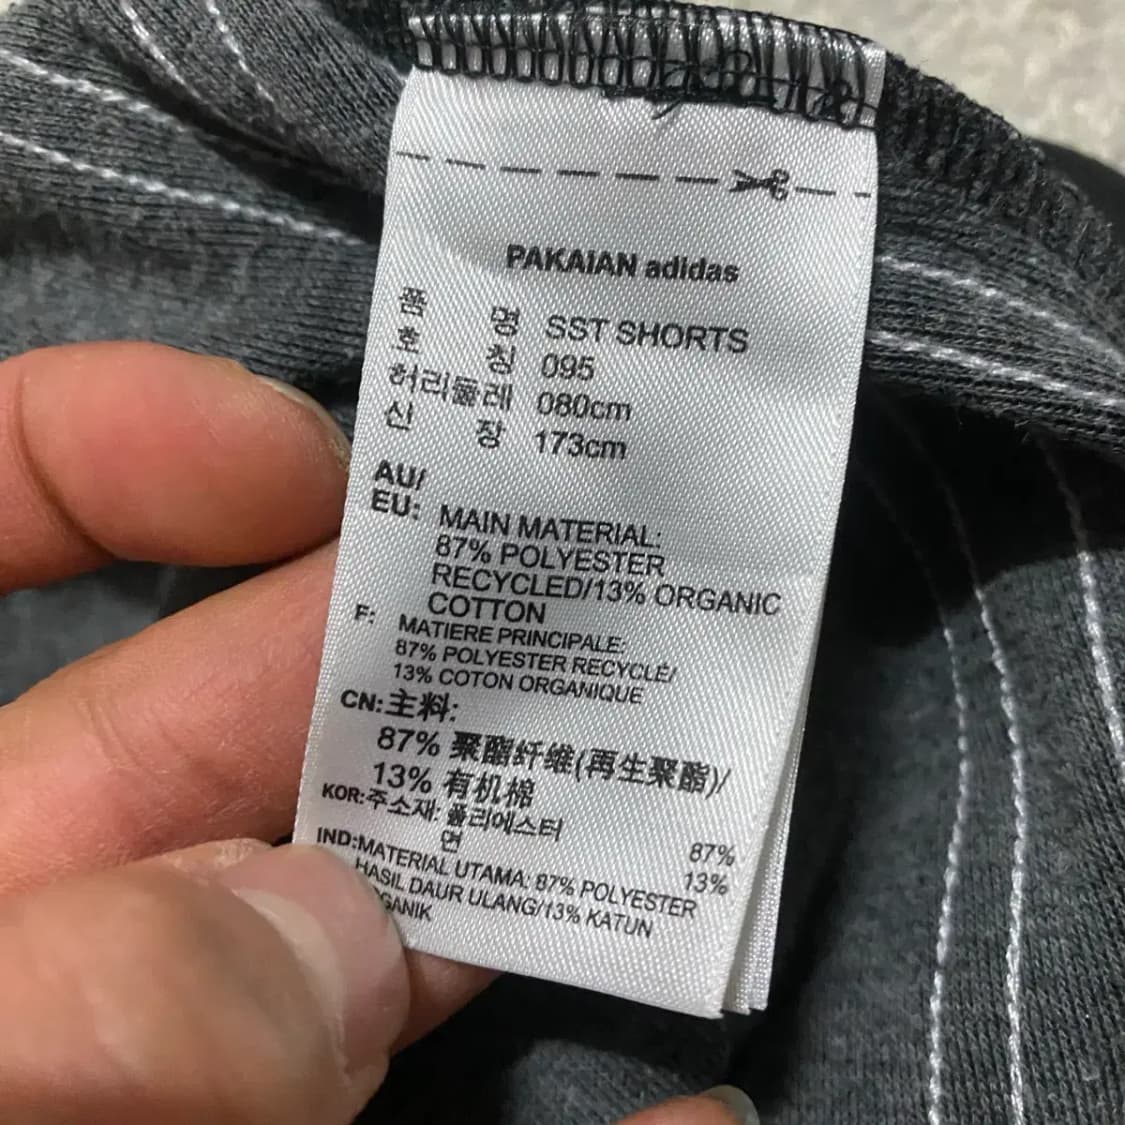 PAKAIAN adidas
품 명 SST SHORTS
호 칭 095
허리둘레 080cm
신 장 173cm
AU/
EU: MAIN MATERIAL:
87% POLYESTER
RECYCLED/13% ORGANIC
COTTON
F: MATIERE PRINCIPALE:
87% POLYESTER RECYCLÉ/
13% COTON ORGANIQUE
CN:主料:
87% 聚酯纤维(再生聚酯)/
13% 有机棉
KOR:주소재: 폴리에스터 87%
면 13%
IND:MATERIAL UTAMA: 87% POLYESTER
HASIL DAUR ULANG/13% KATUN
GANIK